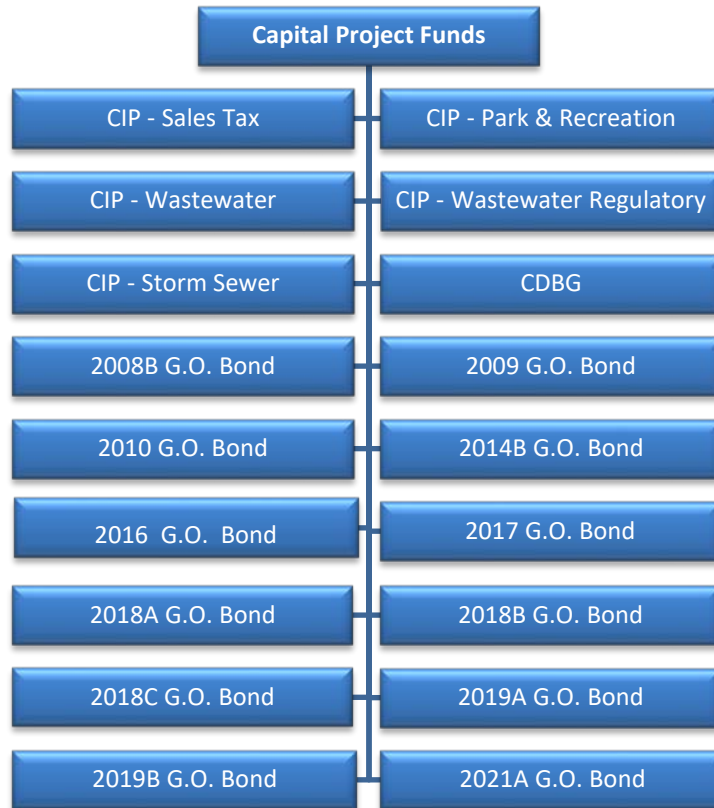 Capital Project Funds
CIP - Sales Tax
CIP - Park & Recreation
CIP - Wastewater
CIP - Wastewater Regulatory
CIP - Storm Sewer
CDBG
2008B G.O. Bond
2009 G.O. Bond
2010 G.O. Bond
2014B G.O. Bond
2016 G.O. Bond
2017 G.O. Bond
2018A G.O. Bond
2018B G.O. Bond
2018C G.O. Bond
2019A G.O. Bond
2019B G.O. Bond
2021A G.O. Bond